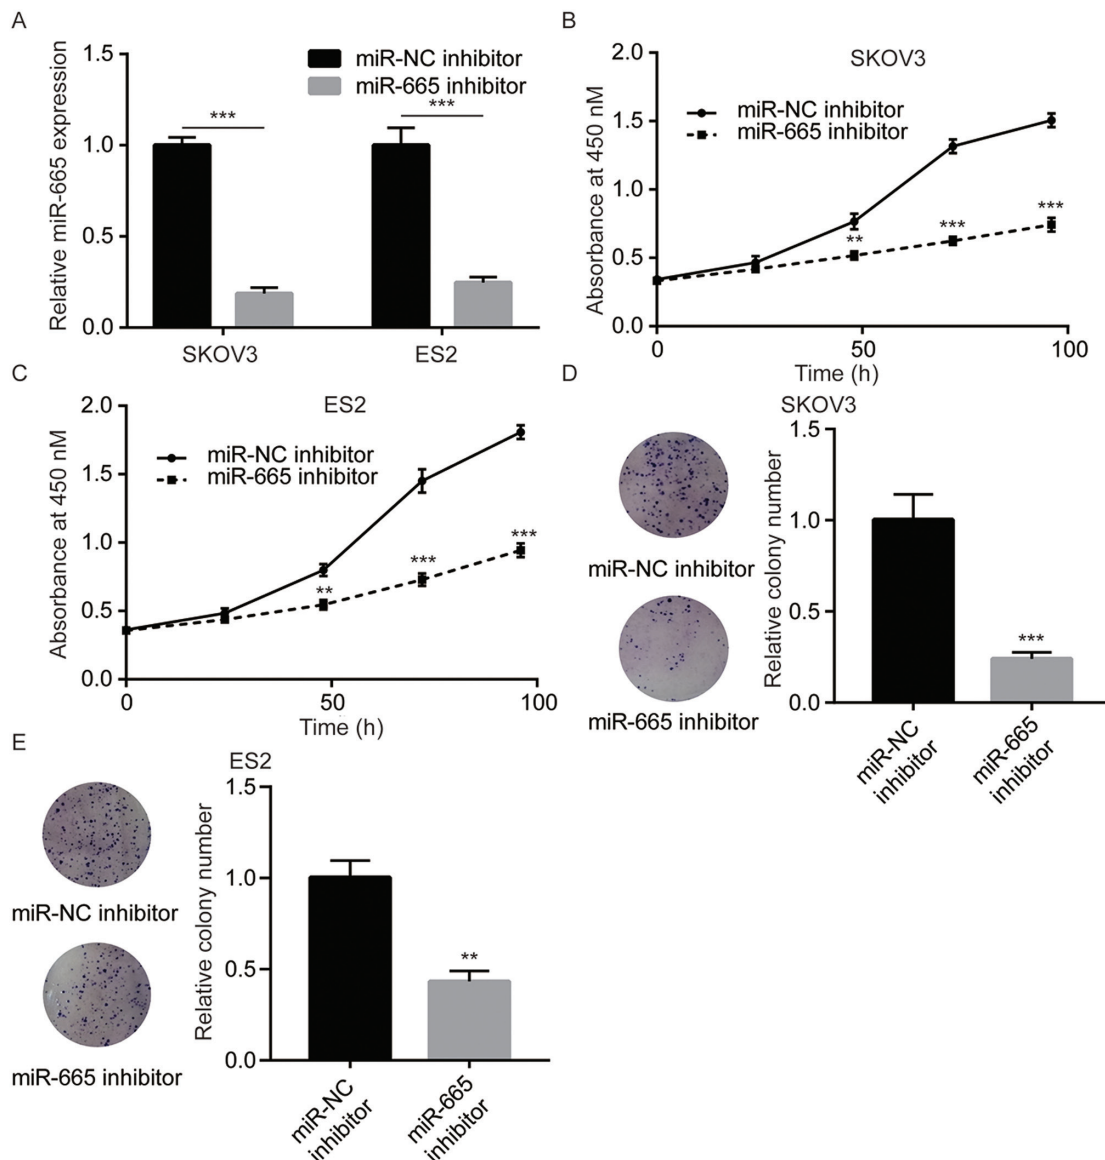 A
Relative miR-665 expression
1.5
1.0
0.5
0.0
miR-NC inhibitor
miR-665 inhibitor
***
***
SKOV3
ES2
B
SKOV3
Absorbance at 450 nM
2.0
1.5
1.0
0.5
0.0
miR-NC inhibitor
miR-665 inhibitor
**
***
***
0
50
100
Time (h)
C
ES2
Absorbance at 450 nM
2.0
1.5
1.0
0.5
0.0
miR-NC inhibitor
miR-665 inhibitor
**
***
***
0
50
100
Time (h)
D
SKOV3
miR-NC inhibitor
miR-665 inhibitor
Relative colony number
1.5
1.0
0.5
0.0
***
miR-NC
inhibitor
miR-665
inhibitor
E
ES2
miR-NC inhibitor
miR-665 inhibitor
Relative colony number
1.5
1.0
0.5
0.0
**
miR-NC
inhibitor
miR-665
inhibitor